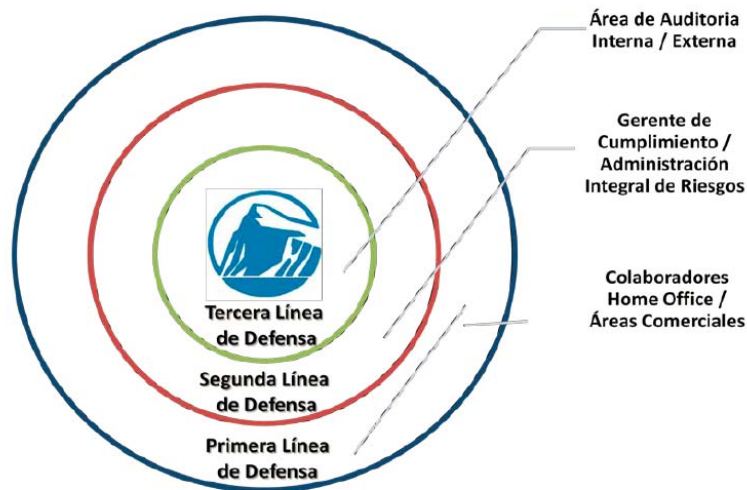 Área de Auditoria
Interna / Externa
Gerente de
Cumplimiento /
Administración
Integral de Riesgos
Colaboradores
Home Office /
Áreas Comerciales
Tercera Línea
de Defensa
Segunda Línea
de Defensa
Primera Línea
de Defensa